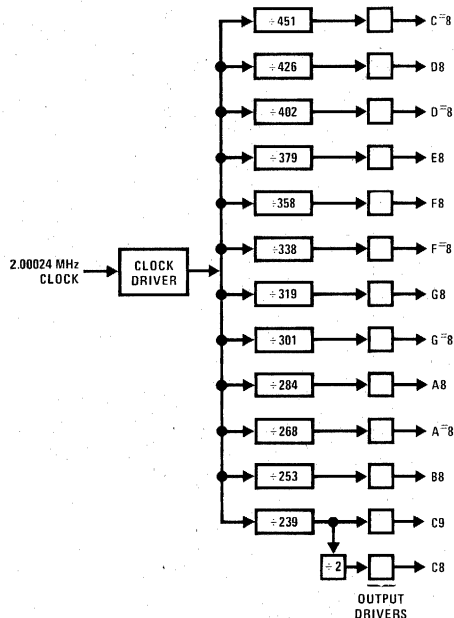 ÷451 C#8
÷426 D8
÷402 D#8
÷379 E8
÷358 F8
÷338 F#8
2.00024 MHz
CLOCK
CLOCK
DRIVER
÷319 G8
÷301 G#8
÷284 A8
÷268 A#8
÷253 B8
÷239 C9
÷2 C8
OUTPUT
DRIVERS